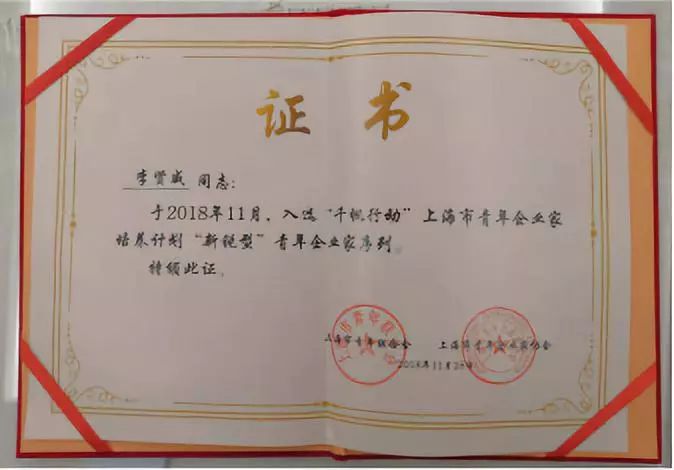 证书
李贤威 同志：
于2018年11月，入选“千帆行动”上海市青年企业家
培养计划“新锐型”青年企业家序列。
特颁此证。
上海市青年联合会 上海市青年企业家协会
2018年11月